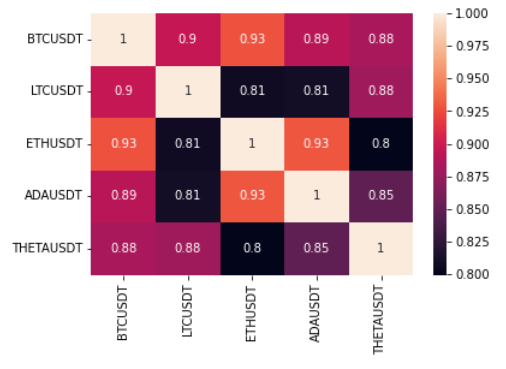 BTCUSDT 1 0.9 0.93 0.89 0.88
LTCUSDT 0.9 1 0.81 0.81 0.88
ETHUSDT 0.93 0.81 1 0.93 0.8
ADAUSDT 0.89 0.81 0.93 1 0.85
THETAUSDT 0.88 0.88 0.8 0.85 1
BTCUSDT
LTCUSDT
ETHUSDT
ADAUSDT
THETAUSDT
1.000
0.975
0.950
0.925
0.900
0.875
0.850
0.825
0.800